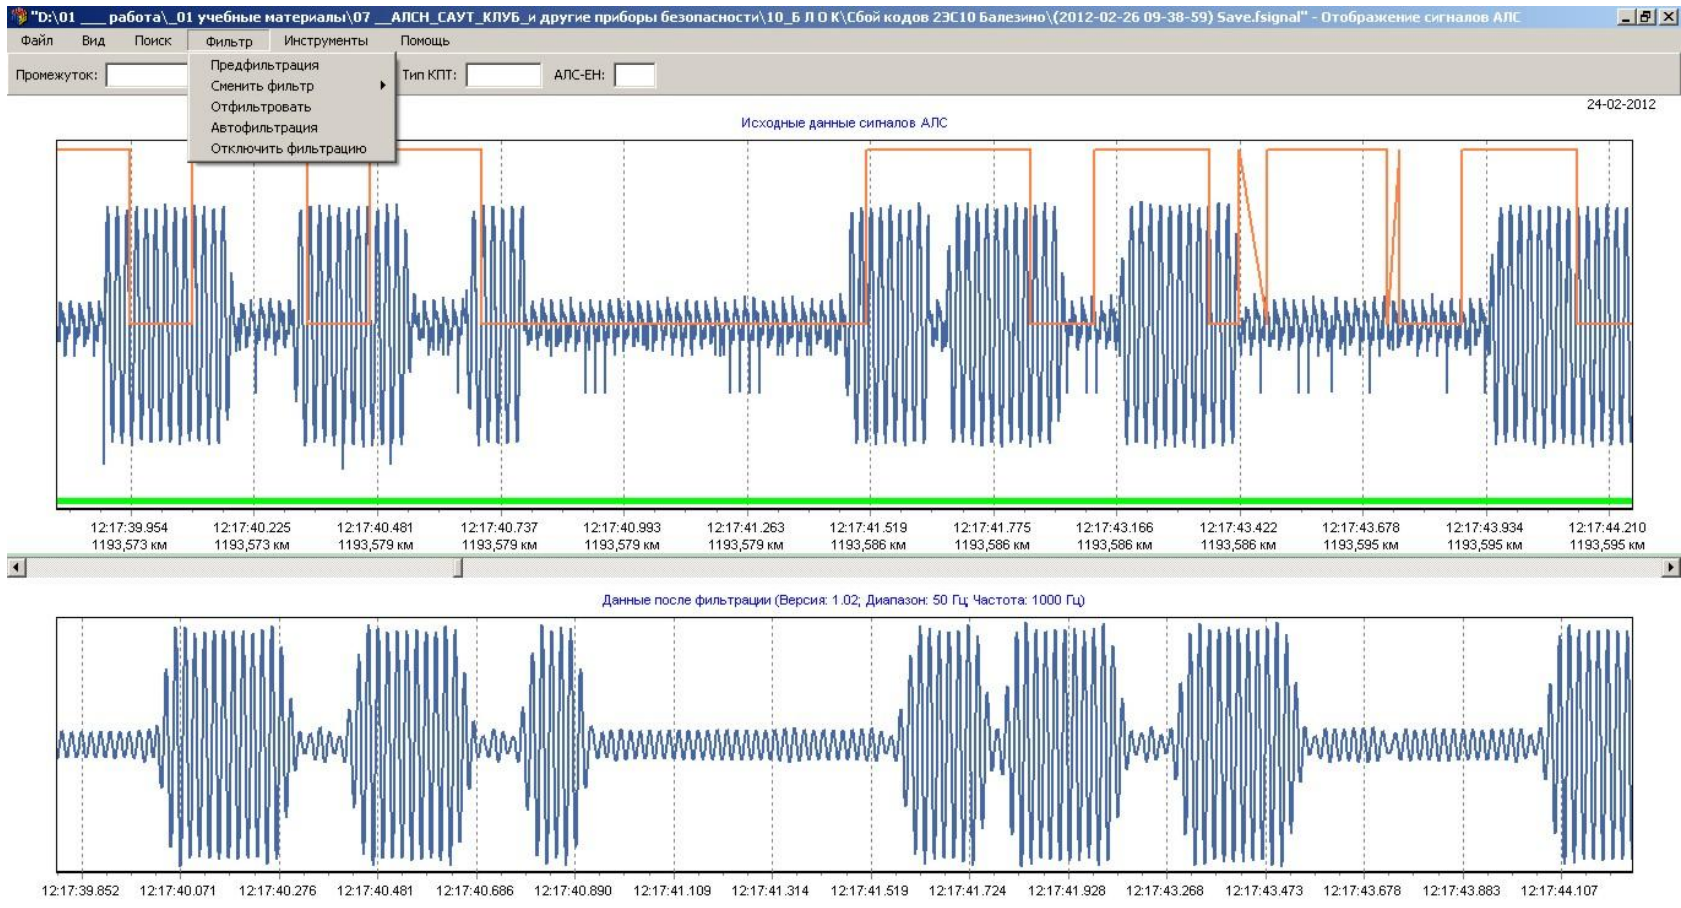 "D:\01 ___ работа\_01 учебные материалы\07 __АЛСН_САУТ_КЛУБ_и другие приборы безопасности\10_Б Л О К\Сбой кодов 2ЭС10 Балезино\(2012-02-26 09-38-59) Save.fsignal" - Отображение сигналов АЛС
Файл Вид Поиск Фильтр Инструменты Помощь
Промежуток: Тип КПТ: АЛС-ЕН:
Предфильтрация
Сменить фильтр
Отфильтровать
Автофильтрация
Отключить фильтрацию
24-02-2012
Исходные данные сигналов АЛС
12:17:39.954 12:17:40.225 12:17:40.481 12:17:40.737 12:17:40.993 12:17:41.263 12:17:41.519 12:17:41.775 12:17:43.166 12:17:43.422 12:17:43.678 12:17:43.934 12:17:44.210
1193,573 км 1193,573 км 1193,579 км 1193,579 км 1193,579 км 1193,579 км 1193,586 км 1193,586 км 1193,586 км 1193,586 км 1193,595 км 1193,595 км 1193,595 км
Данные после фильтрации (Версия: 1.02; Диапазон: 50 Гц; Частота: 1000 Гц)
12:17:39.852 12:17:40.071 12:17:40.276 12:17:40.481 12:17:40.686 12:17:40.890 12:17:41.109 12:17:41.314 12:17:41.519 12:17:41.724 12:17:41.928 12:17:43.268 12:17:43.473 12:17:43.678 12:17:43.883 12:17:44.107